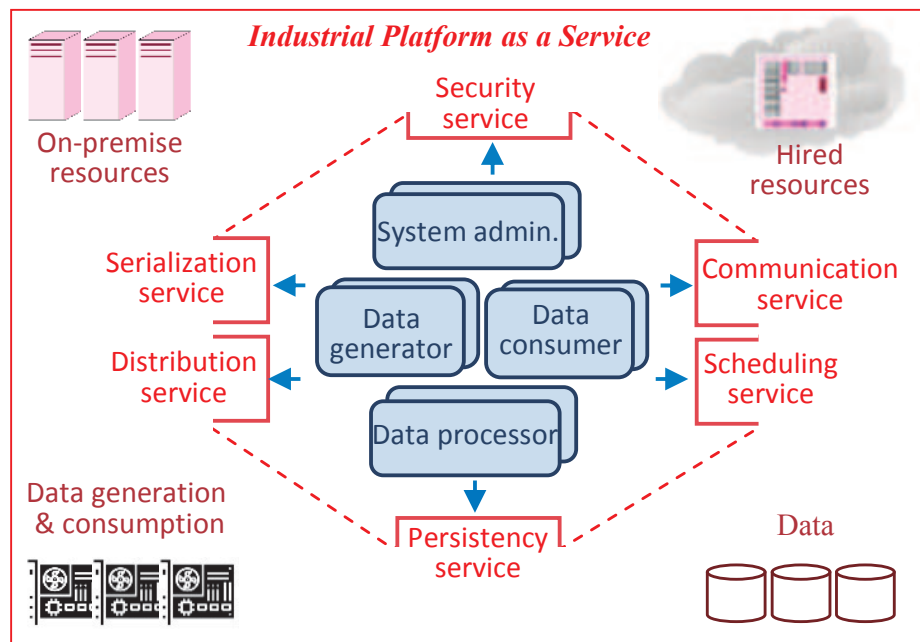 Industrial Platform as a Service
On-premise
resources
Security
service
Hired
resources
System admin.
Serialization
service
Communication
service
Data
generator
Data
consumer
Distribution
service
Scheduling
service
Data processor
Data generation
& consumption
Persistency
service
Data